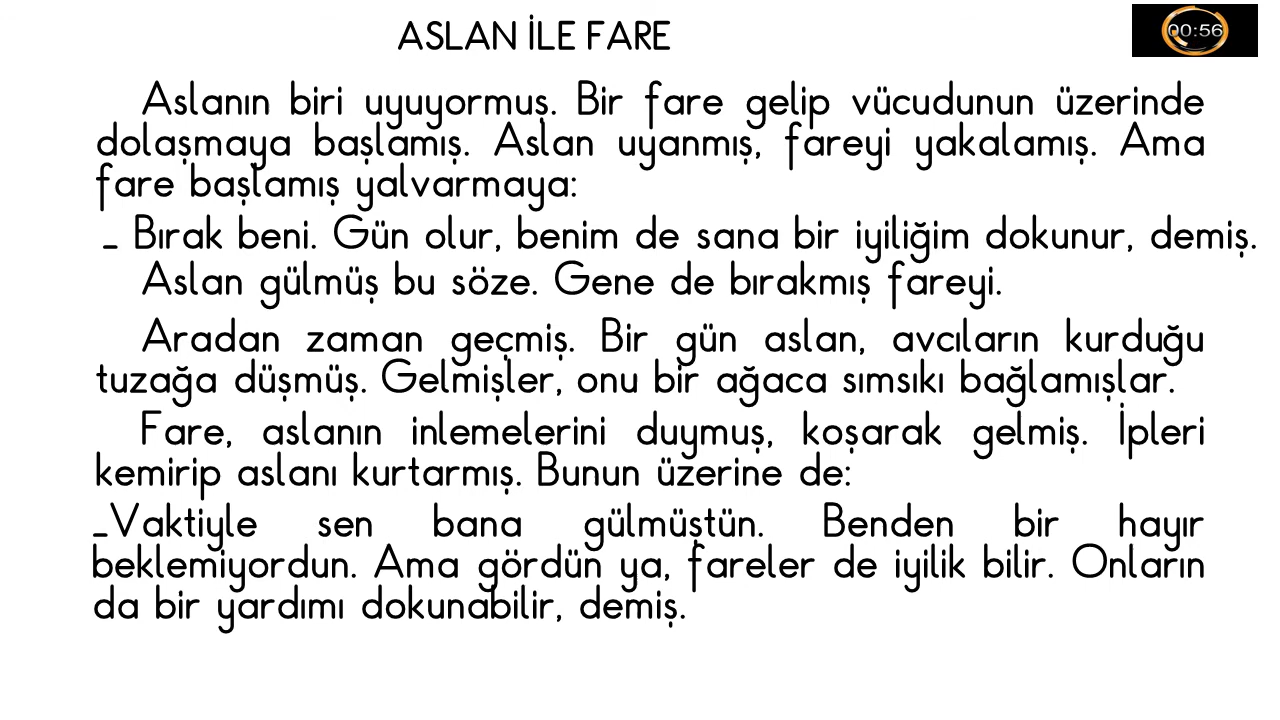 ASLAN İLE FARE
00:56
Aslanın biri uyuyormuş. Bir fare gelip vücudunun üzerinde
dolaşmaya başlamış. Aslan uyanmış, fareyi yakalamış. Ama
fare başlamış yalvarmaya:
_ Bırak beni. Gün olur, benim de sana bir iyiliğim dokunur, demiş.
Aslan gülmüş bu söze. Gene de bırakmış fareyi.
Aradan zaman geçmiş. Bir gün aslan, avcıların kurduğu
tuzağa düşmüş. Gelmişler, onu bir ağaca sımsıkı bağlamışlar.
Fare, aslanın inlemelerini duymuş, koşarak gelmiş. İpleri
kemirip aslanı kurtarmış. Bunun üzerine de:
_Vaktiyle sen bana gülmüştün. Benden bir hayır
beklemiyordun. Ama gördün ya, fareler de iyilik bilir. Onların
da bir yardımı dokunabilir, demiş.